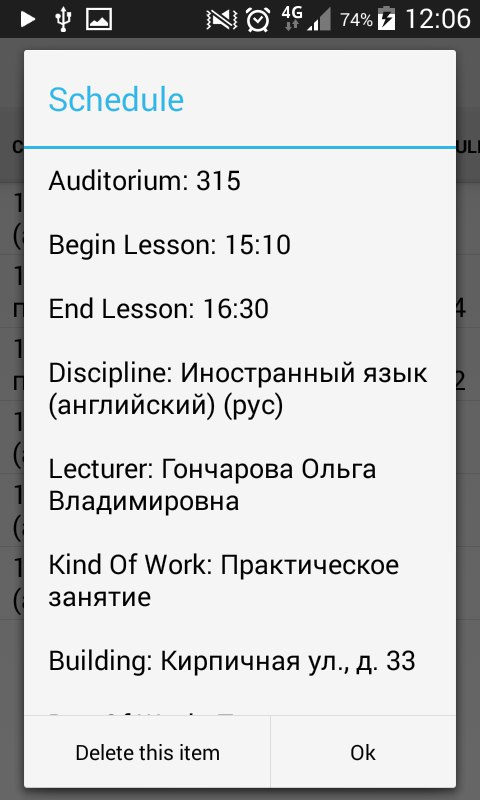 4G 74% 12:06
Schedule
Auditorium: 315
Begin Lesson: 15:10
End Lesson: 16:30
Discipline: Иностранный язык
(английский) (рус)
Lecturer: Гончарова Ольга
Владимировна
Kind Of Work: Практическое
занятие
Building: Кирпичная ул., д. 33
Delete this item
Ok